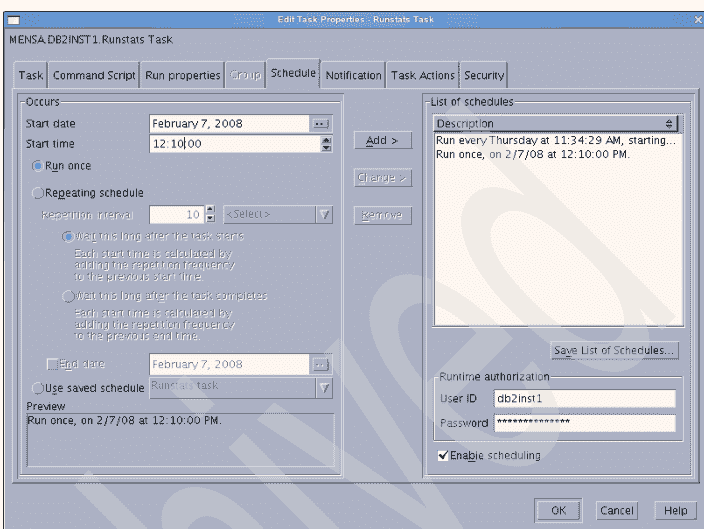 Edit Task Properties - Runstats Task
MENSA.DB2INST1.Runstats Task
Task Command Script Run properties Group Schedule Notification Task Actions Security
Occurs
Start date February 7, 2008
Start time 12:10:00
Run once
Repeating schedule
Repetition interval 10 <Select>
Wait this long after the task starts
Each start time is calculated by
adding the repetition frequency
to the previous start time.
Wait this long after the task completes
Each start time is calculated by
adding the repetition frequency
to the previous end time.
End date February 7, 2008
Use saved schedule Runstats task
Preview
Run once, on 2/7/08 at 12:10:00 PM.
Add >
Change >
Remove
List of schedules
Description
Run every Thursday at 11:34:29 AM, starting...
Run once, on 2/7/08 at 12:10:00 PM.
Save List of Schedules...
Runtime authorization
User ID db2inst1
Password **************
Enable scheduling
OK Cancel Help